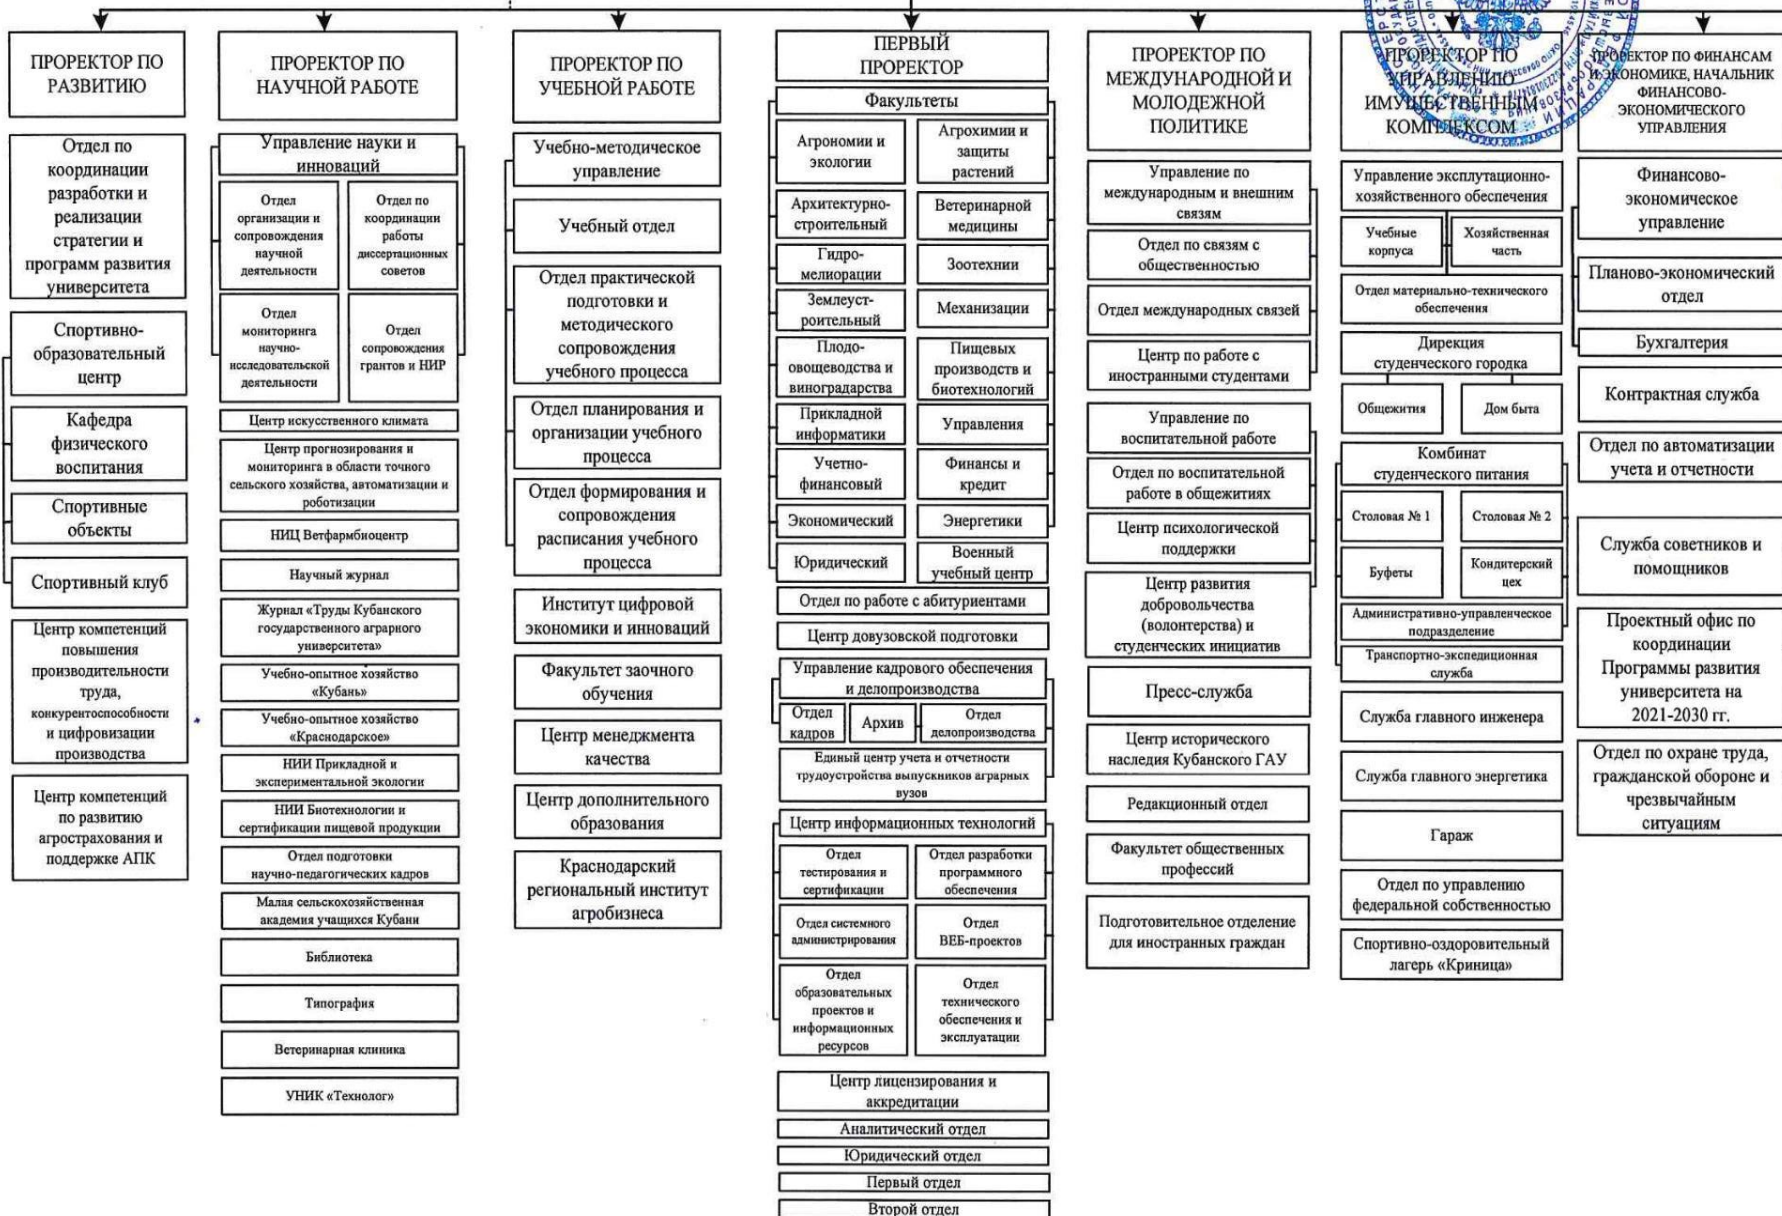 ПРОРЕКТОР ПО
РАЗВИТИЮ
Отдел по
координации
разработки и
реализации
стратегии и
программ развития
университета
Спортивно-
образовательный
центр
Кафедра
физического
воспитания
Спортивные
объекты
Спортивный клуб
Центр компетенций
повышения
производительности
труда,
конкурентоспособности
и цифровизации
производства
Центр компетенций
по развитию
агрострахования и
поддержке АПК
ПРОРЕКТОР ПО
НАУЧНОЙ РАБОТЕ
Управление науки и
инноваций
Отдел
организации и
сопровождения
научной
деятельности
Отдел по
координации
работы
диссертационных
советов
Отдел
мониторинга
научно-
исследовательской
деятельности
Отдел
сопровождения
грантов и НИР
Центр искусственного климата
Центр прогнозирования и
мониторинга в области точного
сельского хозяйства, автоматизации и
роботизации
НИЦ Ветфармбиоцентр
Научный журнал
Журнал «Труды Кубанского
государственного аграрного
университета»
Учебно-опытное хозяйство
«Кубань»
Учебно-опытное хозяйство
«Краснодарское»
НИИ Прикладной и
экспериментальной экологии
НИИ Биотехнологии и
сертификации пищевой продукции
Отдел подготовки
научно-педагогических кадров
Малая сельскохозяйственная
академия учащихся Кубани
Библиотека
Типография
Ветеринарная клиника
УНИК «Технолог»
ПРОРЕКТОР ПО
УЧЕБНОЙ РАБОТЕ
Учебно-методическое
управление
Учебный отдел
Отдел практической
подготовки и
методического
сопровождения
учебного процесса
Отдел планирования и
организации учебного
процесса
Отдел формирования и
сопровождения
расписания учебного
процесса
Институт цифровой
экономики и инноваций
Факультет заочного
обучения
Центр менеджмента
качества
Центр дополнительного
образования
Краснодарский
региональный институт
агробизнеса
ПЕРВЫЙ
ПРОРЕКТОР
Факультеты
Агрономии и
экологии
Агрохимии и
защиты
растений
Архитектурно-
строительный
Ветеринарной
медицины
Гидро-
мелиорации
Зоотехнии
Землеуст-
роительный
Механизации
Плодо-
овощеводства и
виноградарства
Пищевых
производств и
биотехнологий
Прикладной
информатики
Управления
Учетно-
финансовый
Финансы и
кредит
Экономический
Энергетики
Юридический
Военный
учебный центр
Отдел по работе с абитуриентами
Центр довузовской подготовки
Управление кадрового обеспечения
и делопроизводства
Отдел
кадров
Архив
Отдел
делопроизводства
Единый центр учета и отчетности
трудоустройства выпускников аграрных
вузов
Центр информационных технологий
Отдел
тестирования и
сертификации
Отдел разработки
программного
обеспечения
Отдел системного
администрирования
Отдел
ВЕБ-проектов
Отдел
образовательных
проектов и
информационных
ресурсов
Отдел
технического
обеспечения и
эксплуатации
Центр лицензирования и
аккредитации
Аналитический отдел
Юридический отдел
Первый отдел
Второй отдел
ПРОРЕКТОР ПО
МЕЖДУНАРОДНОЙ И
МОЛОДЕЖНОЙ
ПОЛИТИКЕ
Управление по
международным и внешним
связям
Отдел по связям с
общественностью
Отдел международных связей
Центр по работе с
иностранными студентами
Управление по
воспитательной работе
Отдел по воспитательной
работе в общежитиях
Центр психологической
поддержки
Центр развития
добровольчества
(волонтерства) и
студенческих инициатив
Пресс-служба
Центр исторического
наследия Кубанского ГАУ
Редакционный отдел
Факультет общественных
профессий
Подготовительное отделение
для иностранных граждан
ПРОРЕКТОР ПО
УПРАВЛЕНИЮ
ИМУЩЕСТВЕННЫМ
КОМПЛЕКСОМ
Управление эксплутационно-
хозяйственного обеспечения
Учебные
корпуса
Хозяйственная
часть
Отдел материально-технического
обеспечения
Дирекция
студенческого городка
Общежития
Дом быта
Комбинат
студенческого питания
Столовая № 1
Столовая № 2
Буфеты
Кондитерский
цех
Административно-управленческое
подразделение
Транспортно-экспедиционная
служба
Служба главного инженера
Служба главного энергетика
Гараж
Отдел по управлению
федеральной собственностью
Спортивно-оздоровительный
лагерь «Криница»
ПРОРЕКТОР ПО ФИНАНСАМ
И ЭКОНОМИКЕ, НАЧАЛЬНИК
ФИНАНСОВО-
ЭКОНОМИЧЕСКОГО
УПРАВЛЕНИЯ
Финансово-
экономическое
управление
Планово-экономический
отдел
Бухгалтерия
Контрактная служба
Отдел по автоматизации
учета и отчетности
Служба советников и
помощников
Проектный офис по
координации
Программы развития
университета на
2021-2030 гг.
Отдел по охране труда,
гражданской обороне и
чрезвычайным
ситуациям